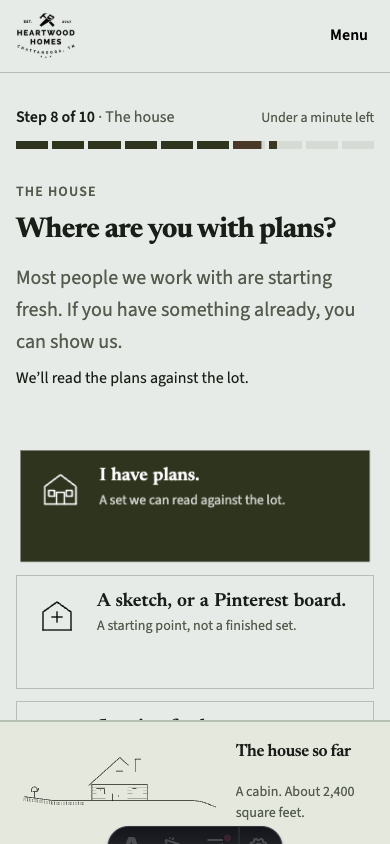 EST. 2017
HEARTWOOD
HOMES
CHATTANOOGA, TN
Menu
Step 8 of 10 · The house
Under a minute left
THE HOUSE
Where are you with plans?
Most people we work with are starting
fresh. If you have something already, you
can show us.
We’ll read the plans against the lot.
I have plans.
A set we can read against the lot.
A sketch, or a Pinterest board.
A starting point, not a finished set.
The house so far
A cabin. About 2,400
square feet.